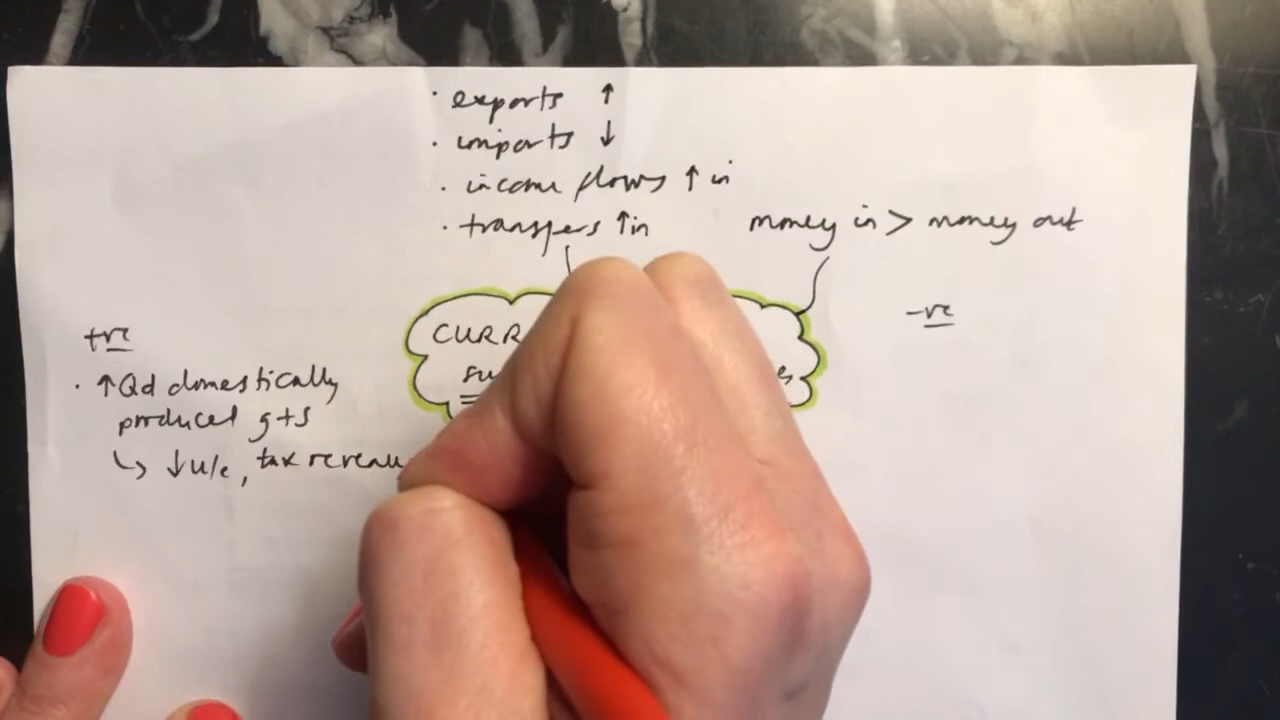 · exports ↑
· imports ↓
· income flows ↑ in
· transfers ↑in
money in > money out
CURR
su
es
+ve
· ↑Qd domestically
produced g+s
↳ ↓u/e, tax revenu
-ve